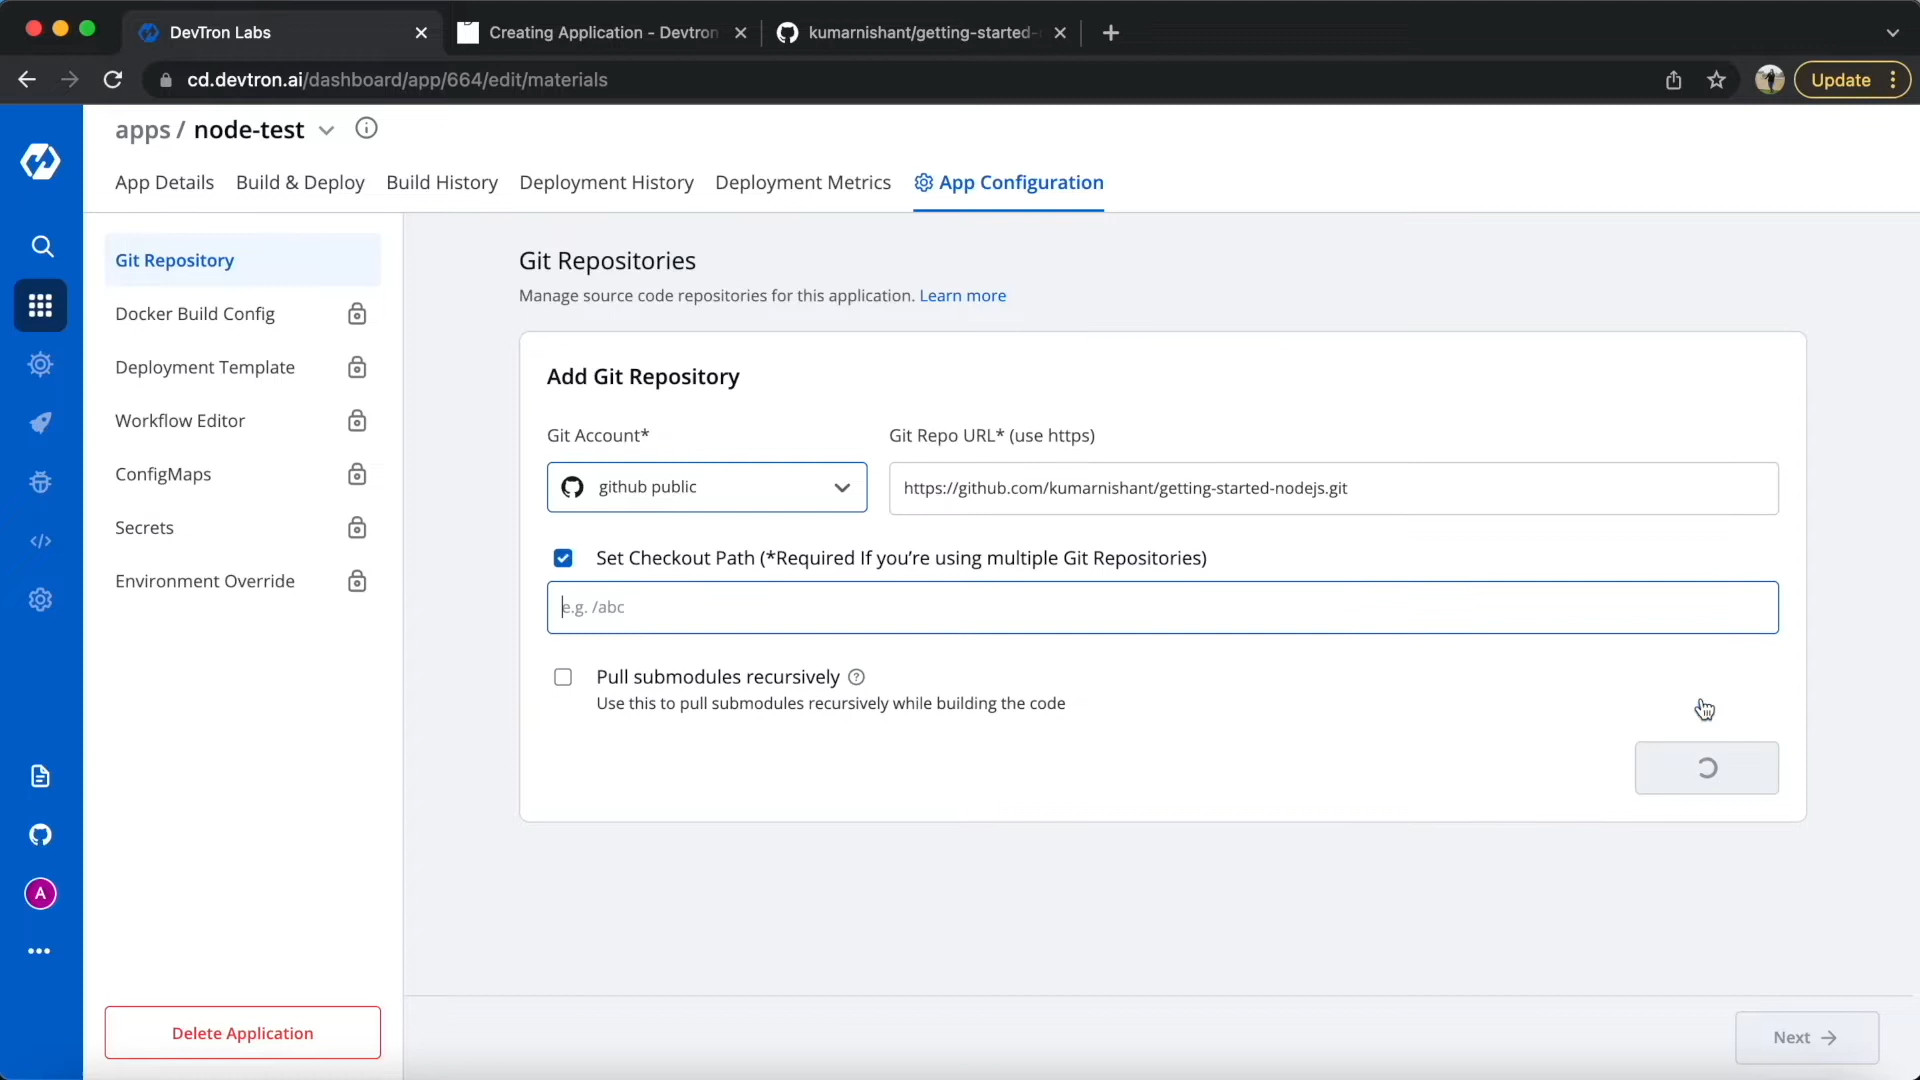 DevTron Labs
Creating Application - Devtron
kumarnishant/getting-started-
cd.devtron.ai/dashboard/app/664/edit/materials
Update
apps / node-test
App Details
Build & Deploy
Build History
Deployment History
Deployment Metrics
App Configuration
Git Repository
Docker Build Config
Deployment Template
Workflow Editor
ConfigMaps
Secrets
Environment Override
Git Repositories
Manage source code repositories for this application. Learn more
Add Git Repository
Git Account*
Git Repo URL* (use https)
github public
https://github.com/kumarnishant/getting-started-nodejs.git
Set Checkout Path (*Required If you’re using multiple Git Repositories)
e.g. /abc
Pull submodules recursively
Use this to pull submodules recursively while building the code
A
Delete Application
Next